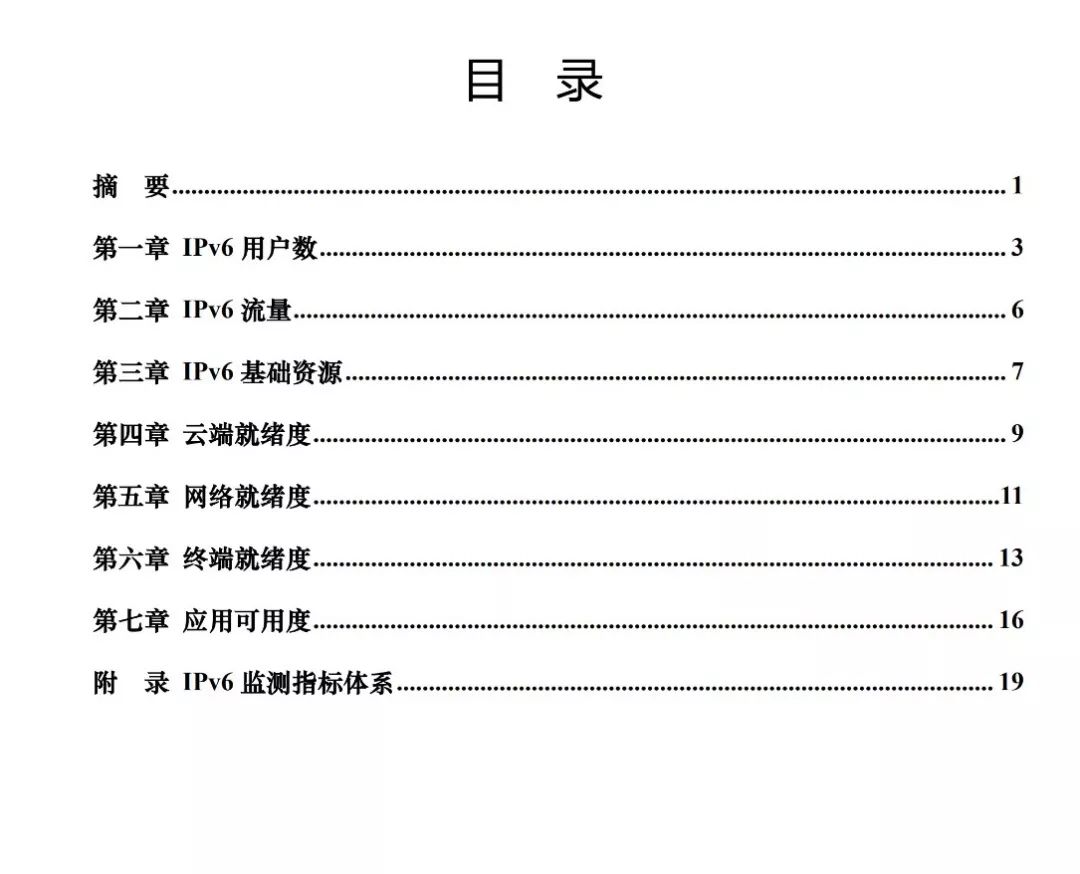 目 录
摘 要........................................ 1
第一章 IPv6 用户数........................................ 3
第二章 IPv6 流量........................................ 6
第三章 IPv6 基础资源........................................ 7
第四章 云端就绪度........................................ 9
第五章 网络就绪度........................................11
第六章 终端就绪度........................................ 13
第七章 应用可用度........................................ 16
附 录 IPv6 监测指标体系........................................ 19